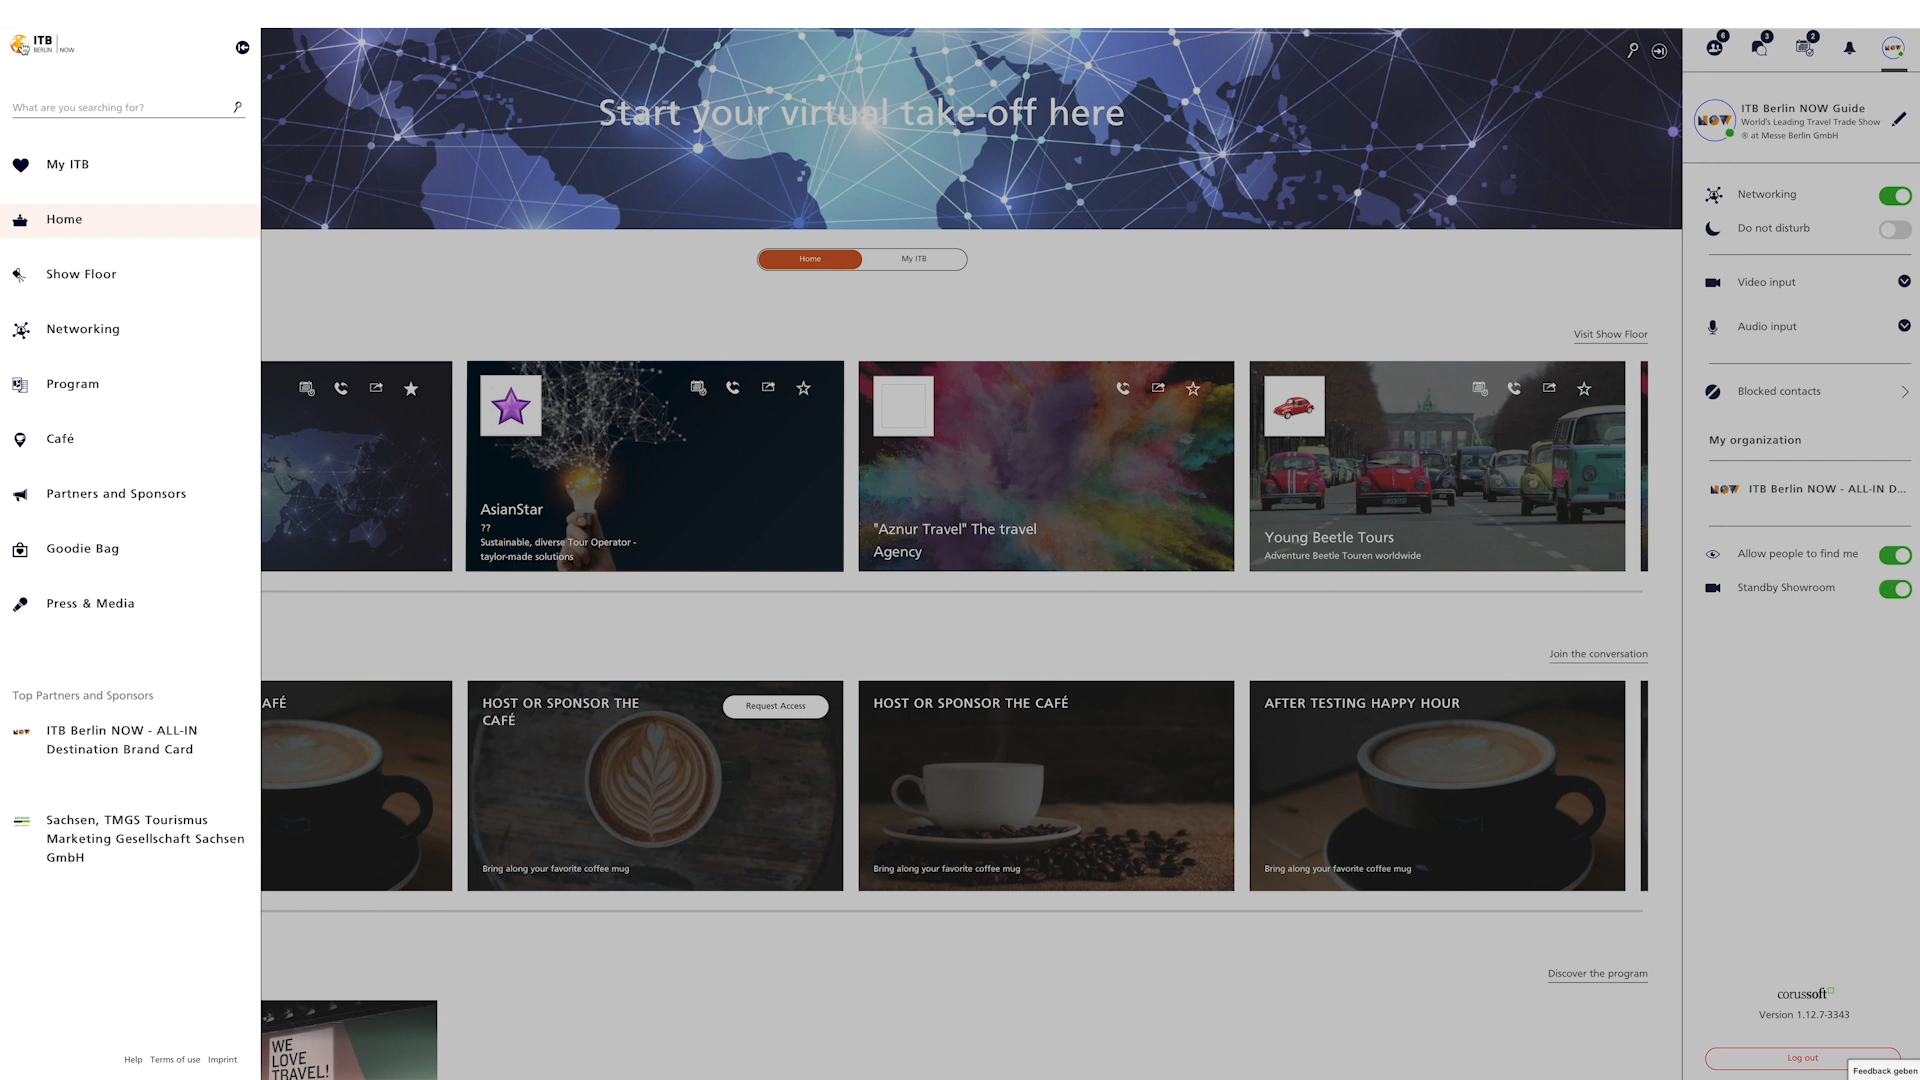 ITB
BERLIN NOW
What are you searching for?
My ITB
Home
Show Floor
Networking
Program
Café
Partners and Sponsors
Goodie Bag
Press & Media
Top Partners and Sponsors
NOW
ITB Berlin NOW - ALL-IN
Destination Brand Card
Sachsen, TMGS Tourismus
Marketing Gesellschaft Sachsen
GmbH
Help Terms of use Imprint
Start your virtual take-off here
Home My ITB
Visit Show Floor
AsianStar
??
Sustainable, diverse Tour Operator -
taylor-made solutions
"Aznur Travel" The travel
Agency
Young Beetle Tours
Adventure Beetle Touren worldwide
Join the conversation
AFÉ
HOST OR SPONSOR THE
CAFÉ
Request Access
Bring along your favorite coffee mug
HOST OR SPONSOR THE CAFÉ
Bring along your favorite coffee mug
AFTER TESTING HAPPY HOUR
Bring along your favorite coffee mug
Discover the program
WE
LOVE
TRAVEL!
6 3 2
NOW
NOW
ITB Berlin NOW Guide
World's Leading Travel Trade Show
® at Messe Berlin GmbH
Networking
Do not disturb
Video input
Audio input
Blocked contacts
My organization
NOW ITB Berlin NOW - ALL-IN D...
Allow people to find me
Standby Showroom
corussoft
Version 1.12.7-3343
Log out
Feedback geben